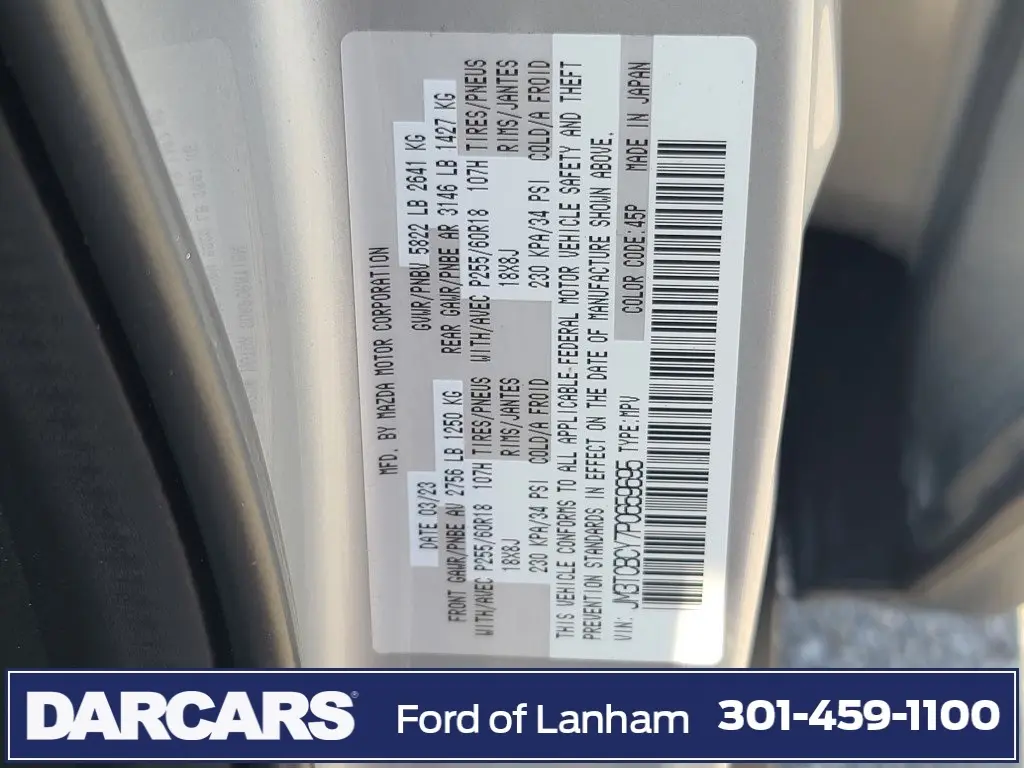 MFD. BY MAZDA MOTOR CORPORATION
DATE 03/23 GVWR/PNBV 5822 LB 2641 KG
FRONT GAWR/PNBE AV 2756 LB 1250 KG REAR GAWR/PNBE AR 3146 LB 1427 KG
WITH/AVEC P255/60R18 107H TIRES/PNEUS WITH/AVEC P255/60R18 107H TIRES/PNEUS
18X8J RIMS/JANTES 18X8J RIMS/JANTES
230 KPA/34 PSI COLD/A FROID 230 KPA/34 PSI COLD/A FROID
THIS VEHICLE CONFORMS TO ALL APPLICABLE FEDERAL MOTOR VEHICLE SAFETY AND THEFT
PREVENTION STANDARDS IN EFFECT ON THE DATE OF MANUFACTURE SHOWN ABOVE.
VIN: JM3TCBCY7P0669695 TYPE:MPV COLOR CODE:45P MADE IN JAPAN
DARCARS® Ford of Lanham 301-459-1100